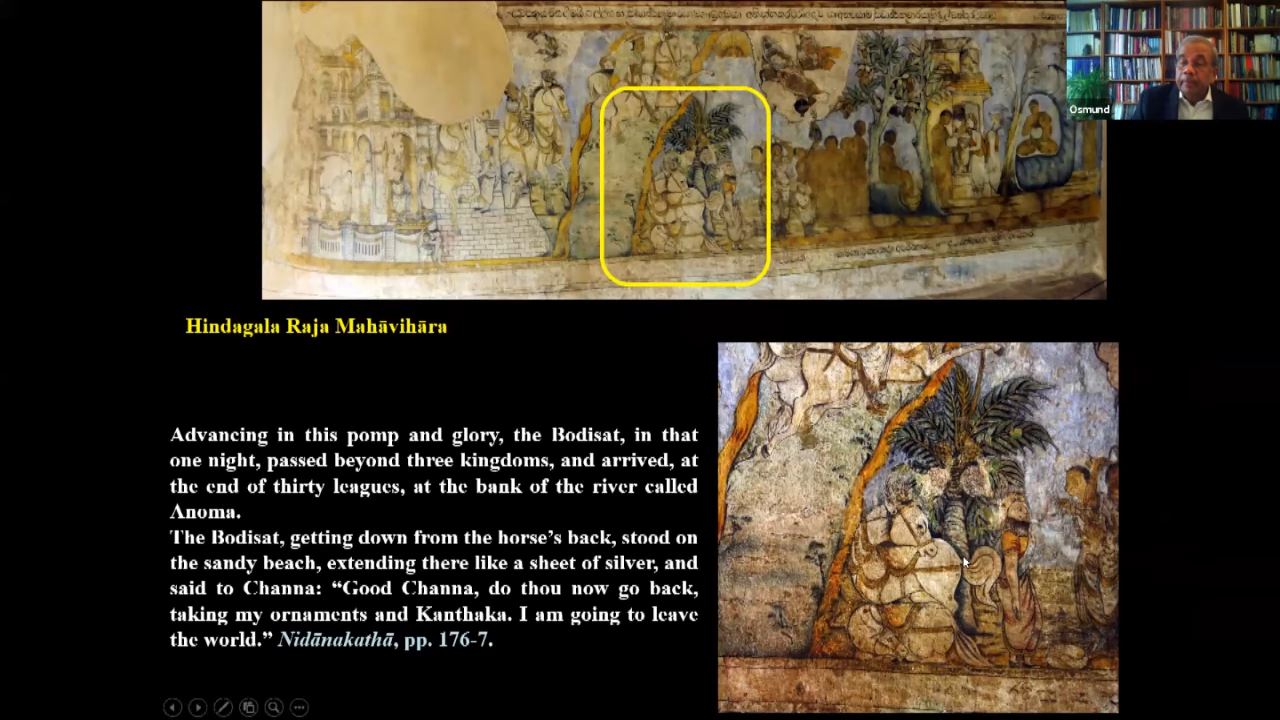 Osmund
Hindagala Raja Mahāvihāra
Advancing in this pomp and glory, the Bodisat, in that
one night, passed beyond three kingdoms, and arrived, at
the end of thirty leagues, at the bank of the river called
Anoma.
The Bodisat, getting down from the horse’s back, stood on
the sandy beach, extending there like a sheet of silver, and
said to Channa: “Good Channa, do thou now go back,
taking my ornaments and Kanthaka. I am going to leave
the world.” Nidānakathā, pp. 176-7.